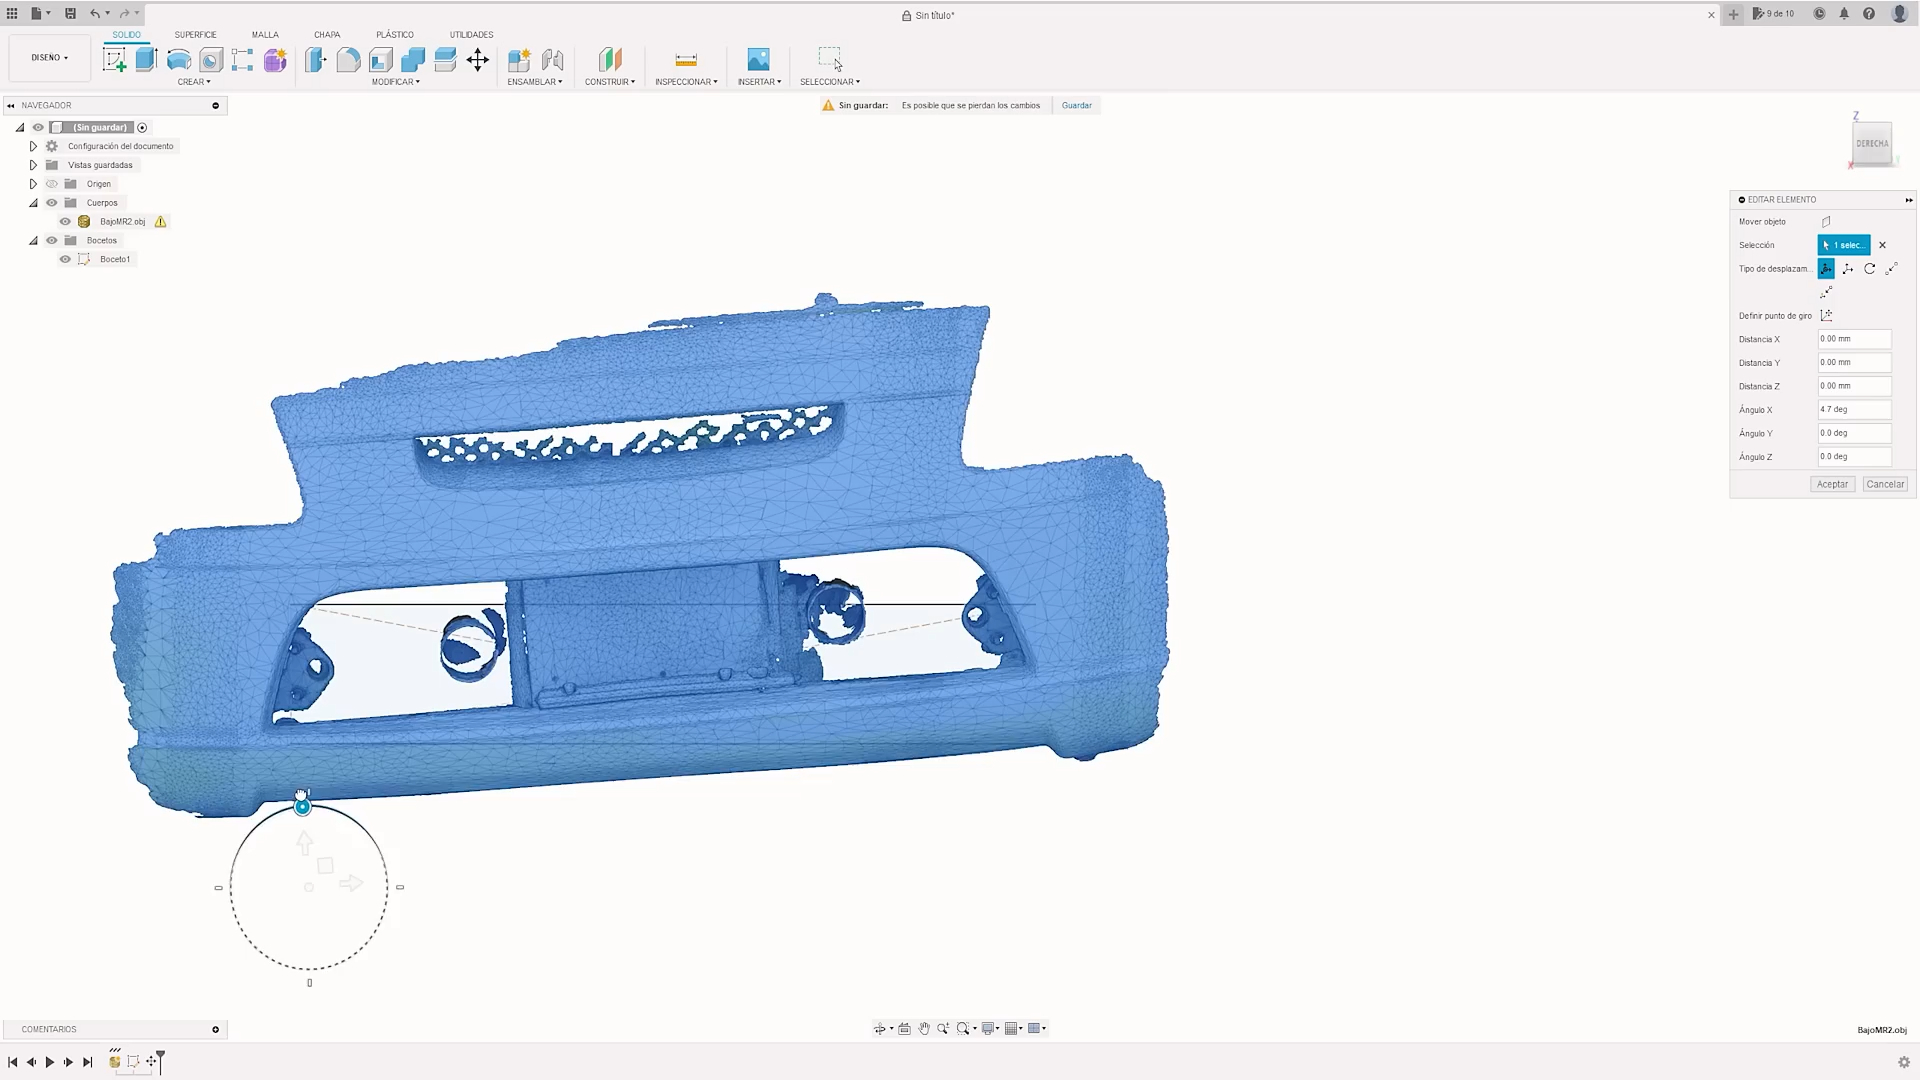 Sin título*
9 de 10
DISEÑO
SOLIDO
SUPERFICIE
MALLA
CHAPA
PLÁSTICO
UTILIDADES
CREAR
MODIFICAR
ENSAMBLAR
CONSTRUIR
INSPECCIONAR
INSERTAR
SELECCIONAR
NAVEGADOR
Sin guardar: Es posible que se pierdan los cambios Guardar
(Sin guardar)
Configuración del documento
Vistas guardadas
Origen
Cuerpos
BajoMR2.obj
Bocetos
Boceto1
Z
DERECHA
X
EDITAR ELEMENTO
Mover objeto
Selección 1 selec...
Tipo de desplazam...
Definir punto de giro
Distancia X 0.00 mm
Distancia Y 0.00 mm
Distancia Z 0.00 mm
Ángulo X 4.7 deg
Ángulo Y 0.0 deg
Ángulo Z 0.0 deg
Aceptar Cancelar
COMENTARIOS
BajoMR2.obj